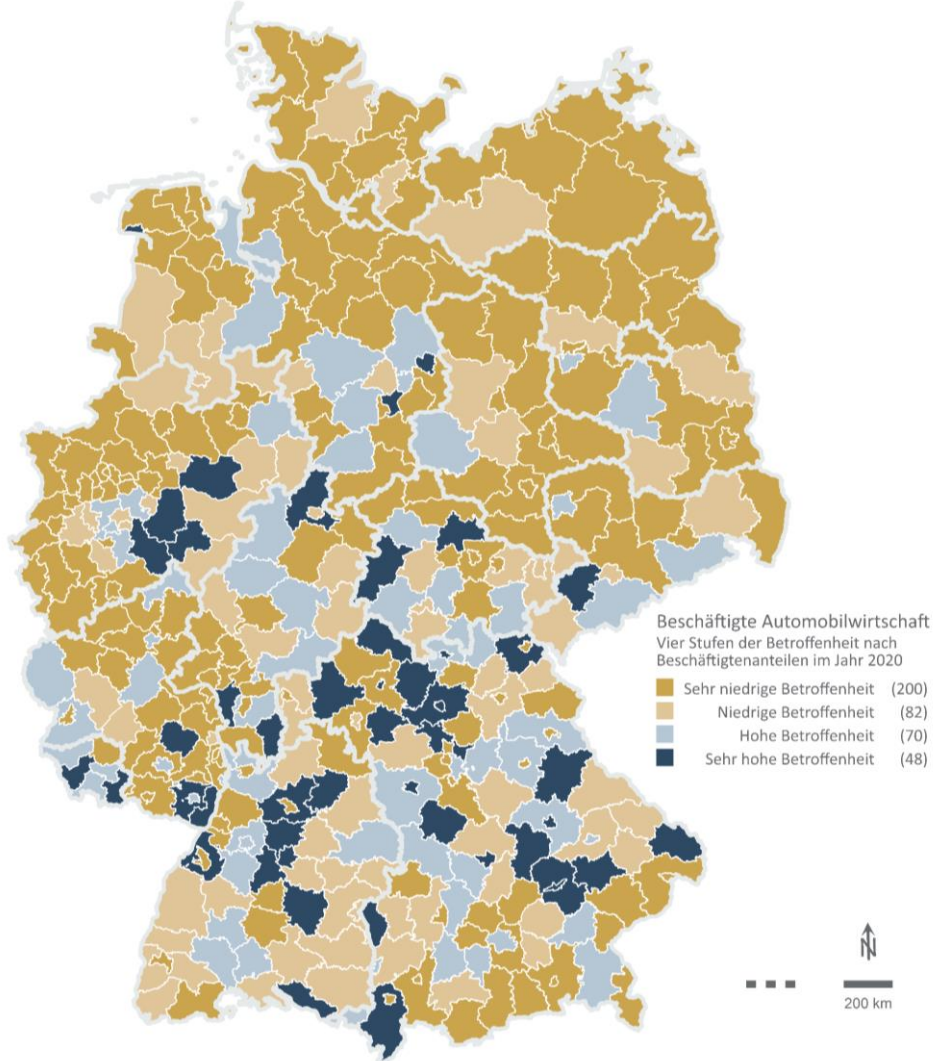 Beschäftigte Automobilwirtschaft
Vier Stufen der Betroffenheit nach
Beschäftigtenanteilen im Jahr 2020
Sehr niedrige Betroffenheit (200)
Niedrige Betroffenheit (82)
Hohe Betroffenheit (70)
Sehr hohe Betroffenheit (48)
N
200 km